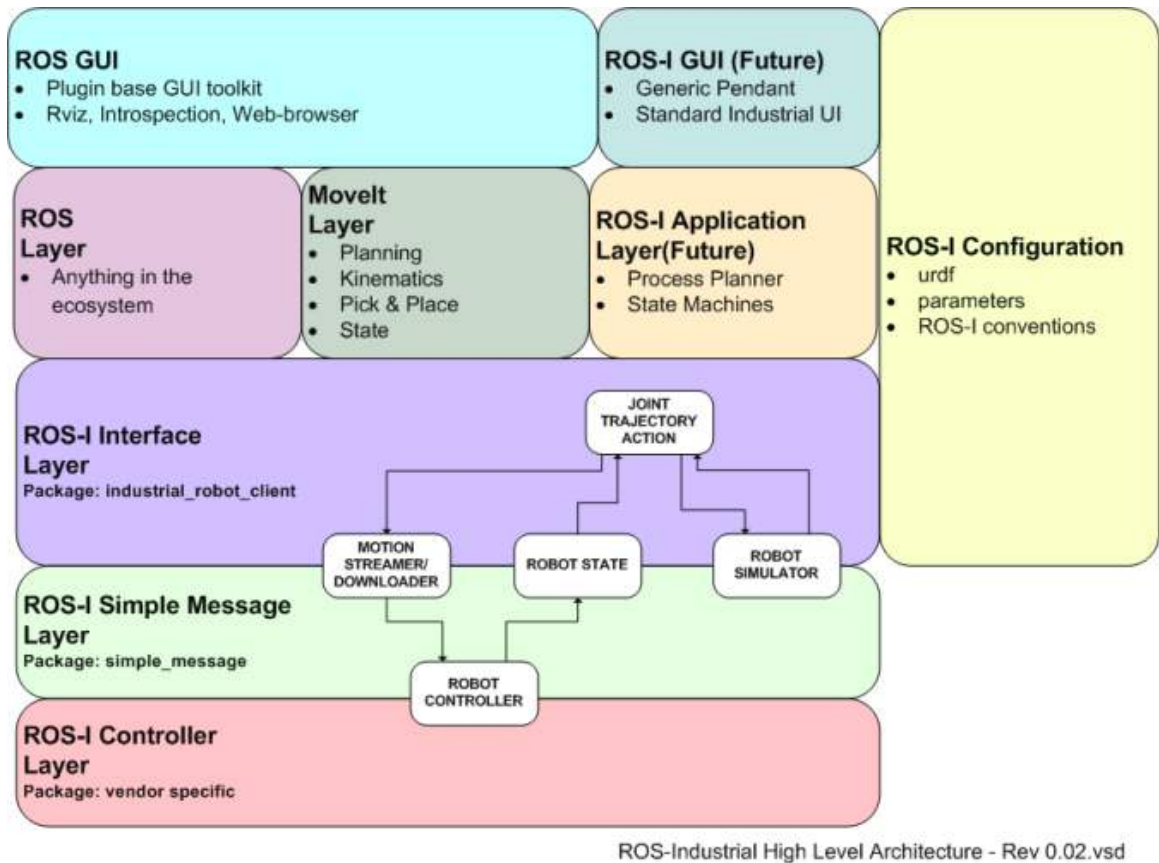 ROS GUI
• Plugin base GUI toolkit
• Rviz, Introspection, Web-browser
ROS-I GUI (Future)
• Generic Pendant
• Standard Industrial UI
ROS
Layer
• Anything in the
ecosystem
MoveIt
Layer
• Planning
• Kinematics
• Pick & Place
• State
ROS-I Application
Layer(Future)
• Process Planner
• State Machines
ROS-I Configuration
• urdf
• parameters
• ROS-I conventions
ROS-I Interface
Layer
Package: industrial_robot_client
JOINT
TRAJECTORY
ACTION
MOTION
STREAMER/
DOWNLOADER
ROBOT STATE
ROBOT
SIMULATOR
ROS-I Simple Message
Layer
Package: simple_message
ROBOT
CONTROLLER
ROS-I Controller
Layer
Package: vendor specific
ROS-Industrial High Level Architecture - Rev 0.02.vsd